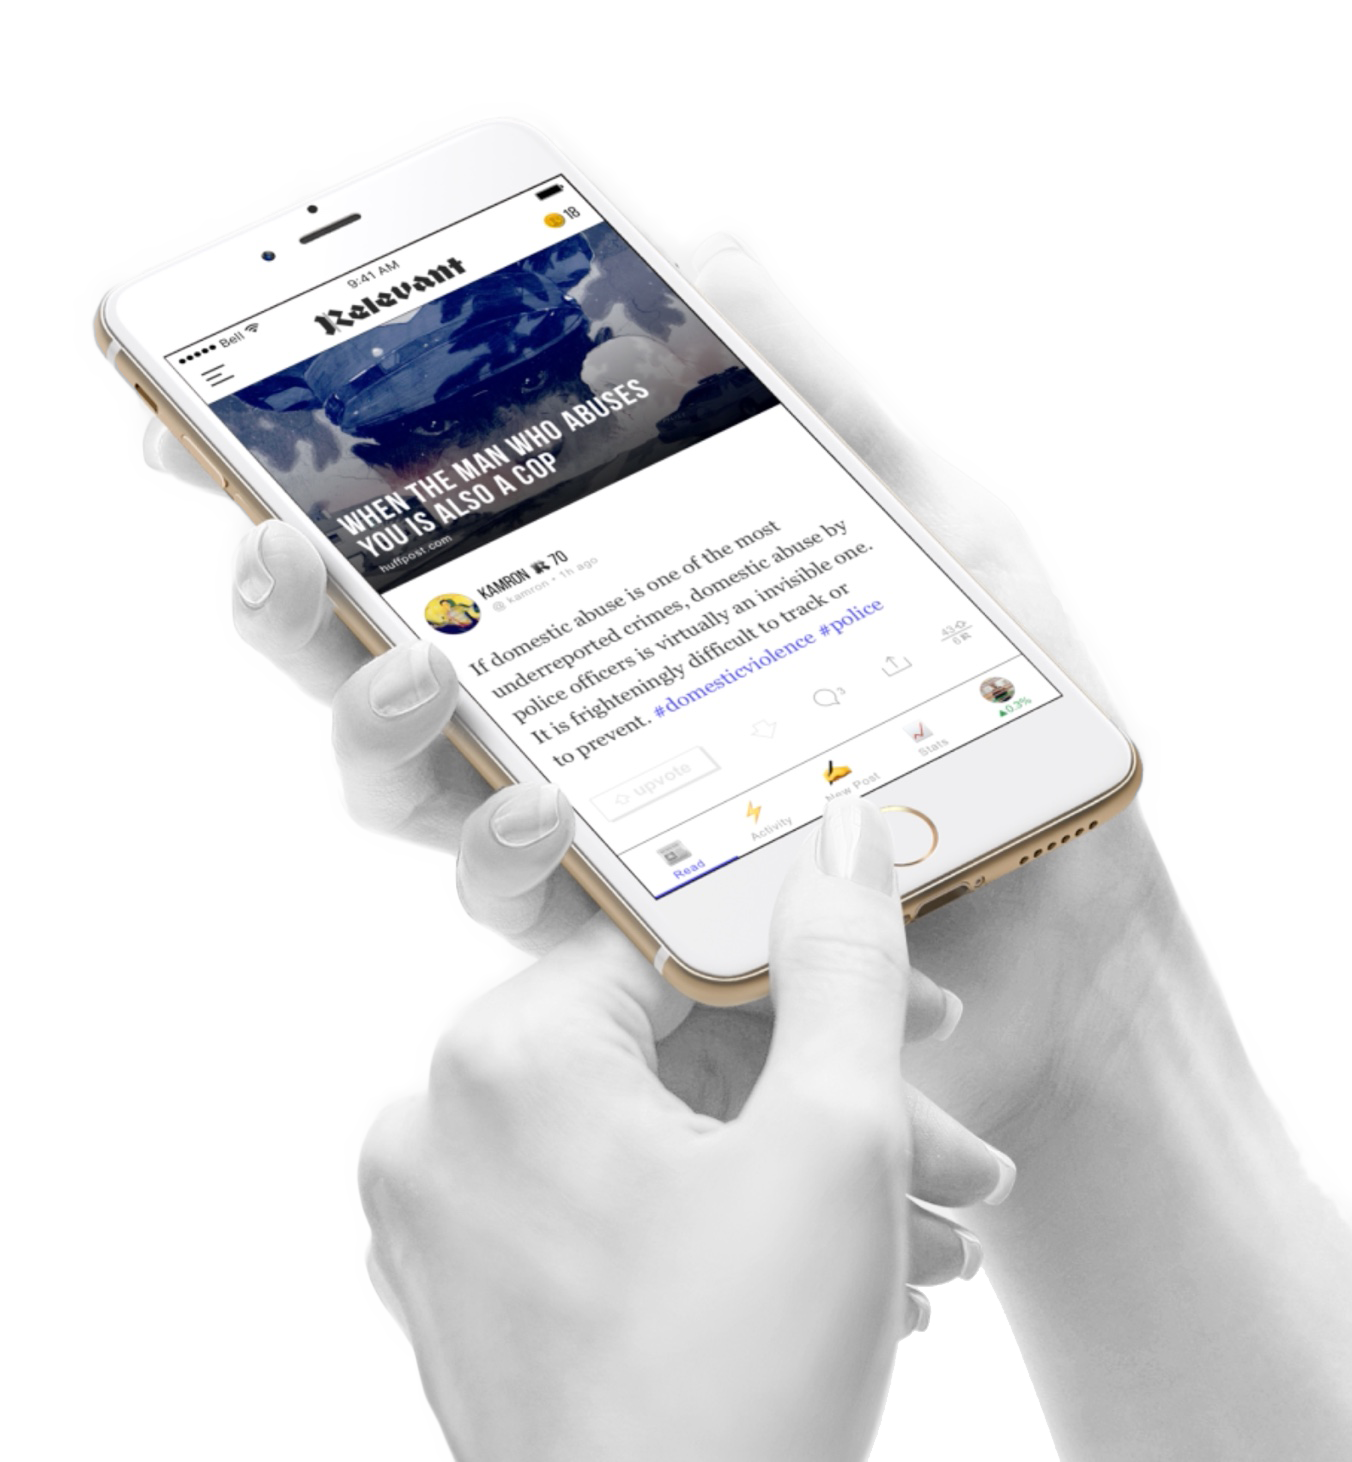 ●●●●● Bell 9:41 AM
Relevant
18
WHEN THE MAN WHO ABUSES
YOU IS ALSO A COP
huffpost.com
KAMRON R 70
@kamron • 1h ago
If domestic abuse is one of the most
underreported crimes, domestic abuse by
police officers is virtually an invisible one.
It is frighteningly difficult to track or
to prevent. #domesticviolence #police
upvote
3
43
6R
Read
Activity
New Post
Stats
▲0.3%